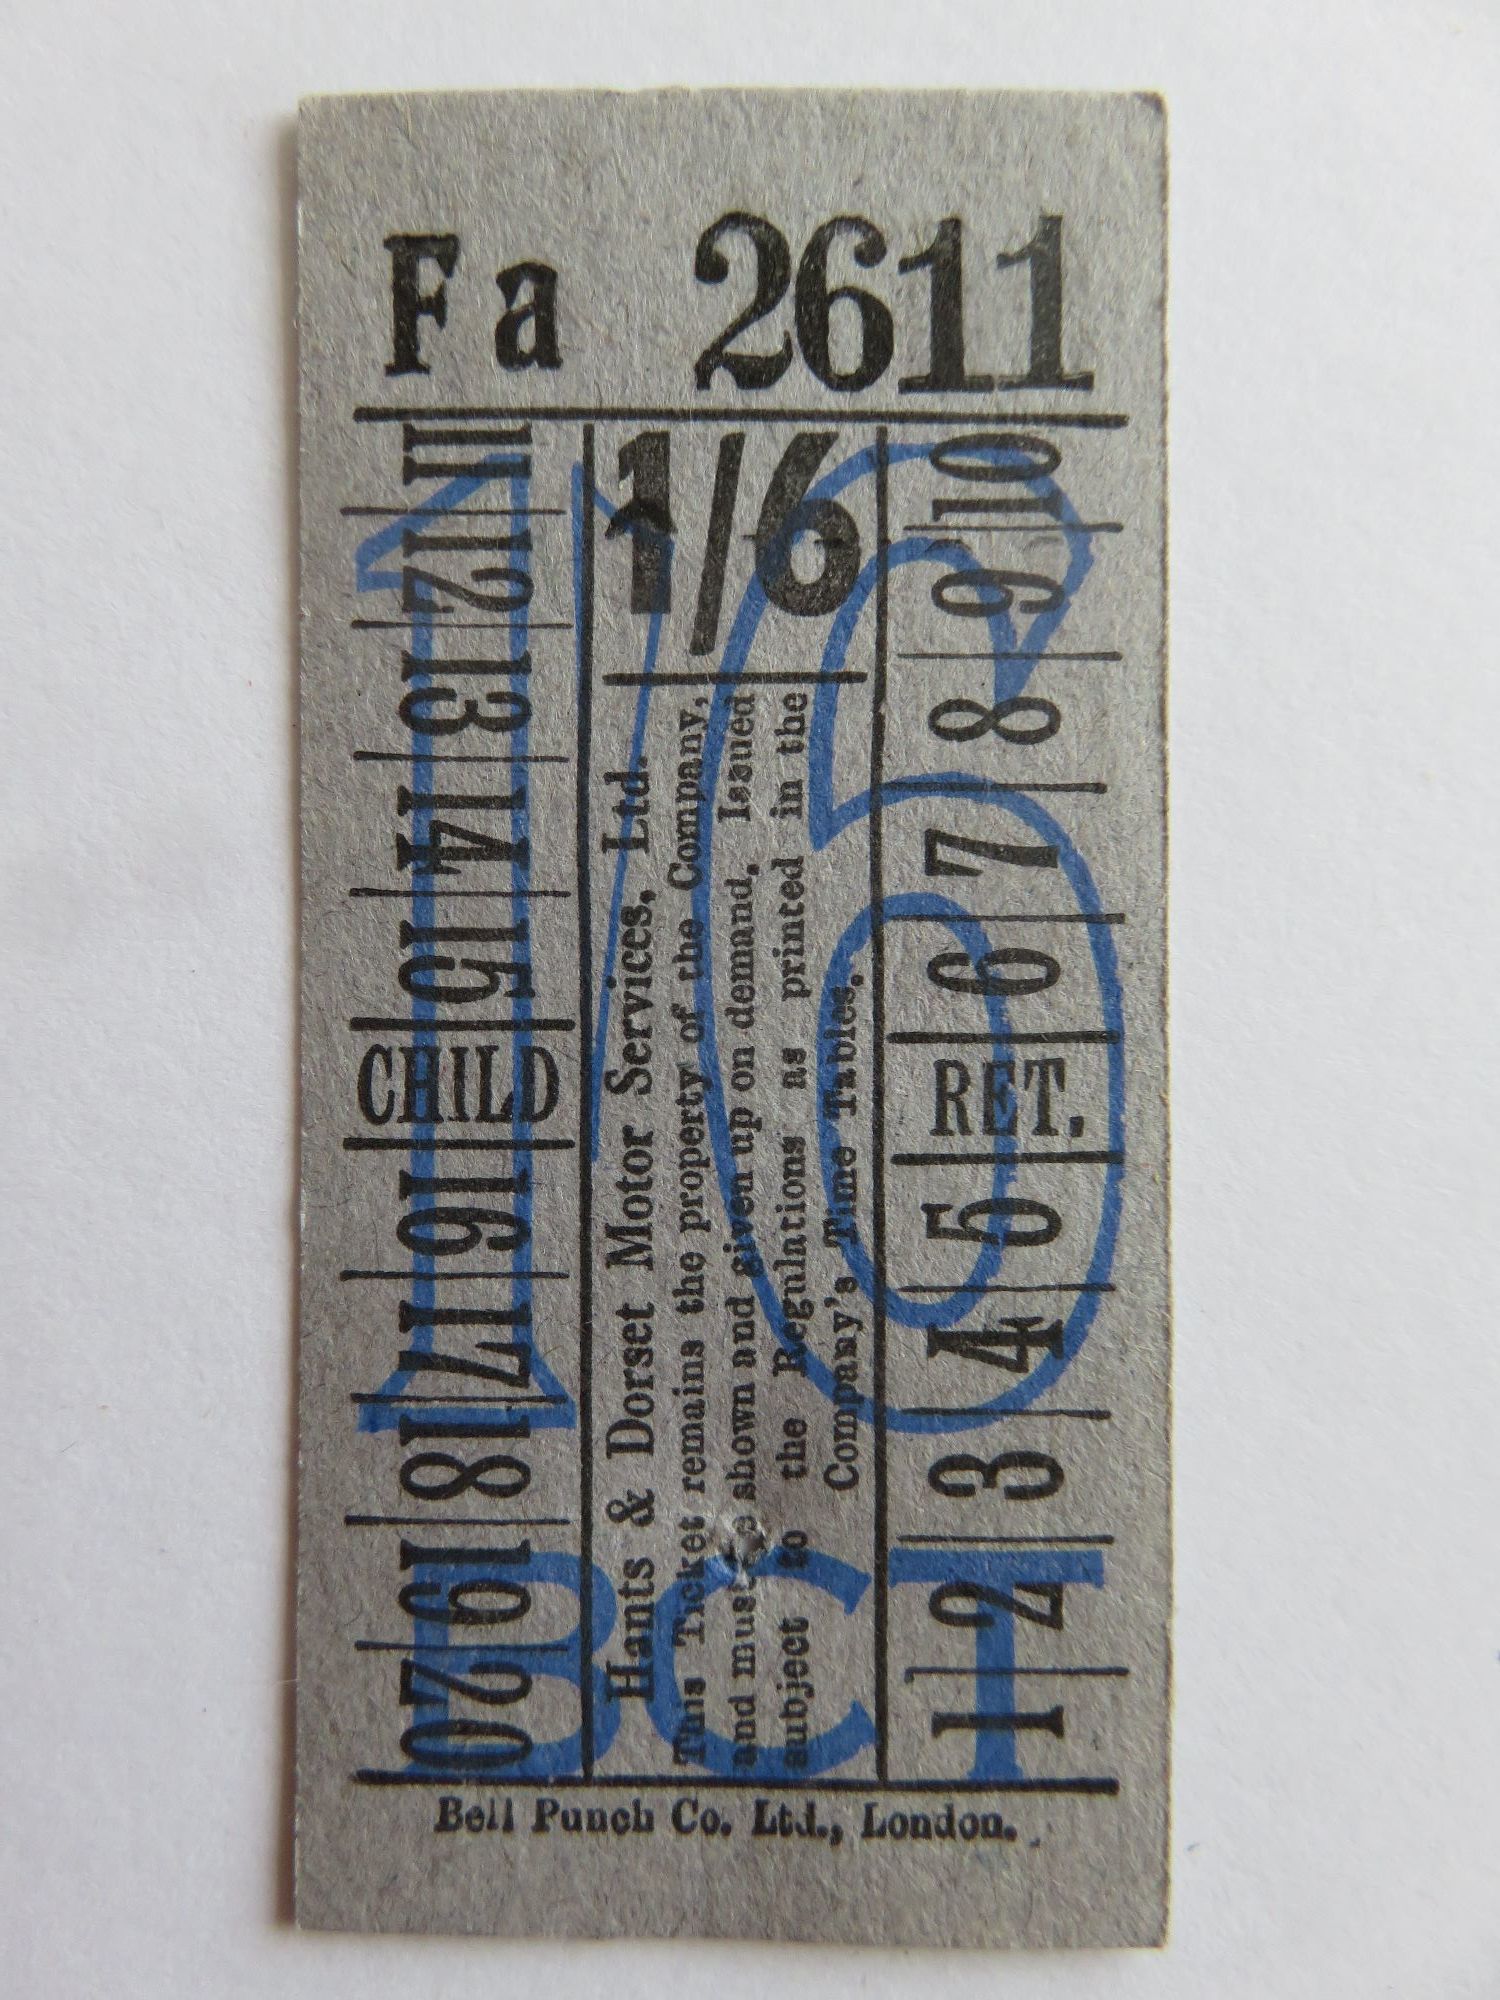 Fa 2611
1/6
11
12
13
14
15
CHILD
16
17
18
19
20
Hants & Dorset Motor Services, Ltd.
This Ticket remains the property of the Company,
and must be shown and given up on demand. Issued
subject to the Regulations as printed in the
Company's Time Tables.
10
9
8
7
6
RET.
5
4
3
2
1
1/6
BCT
Bell Punch Co. Ltd., London.